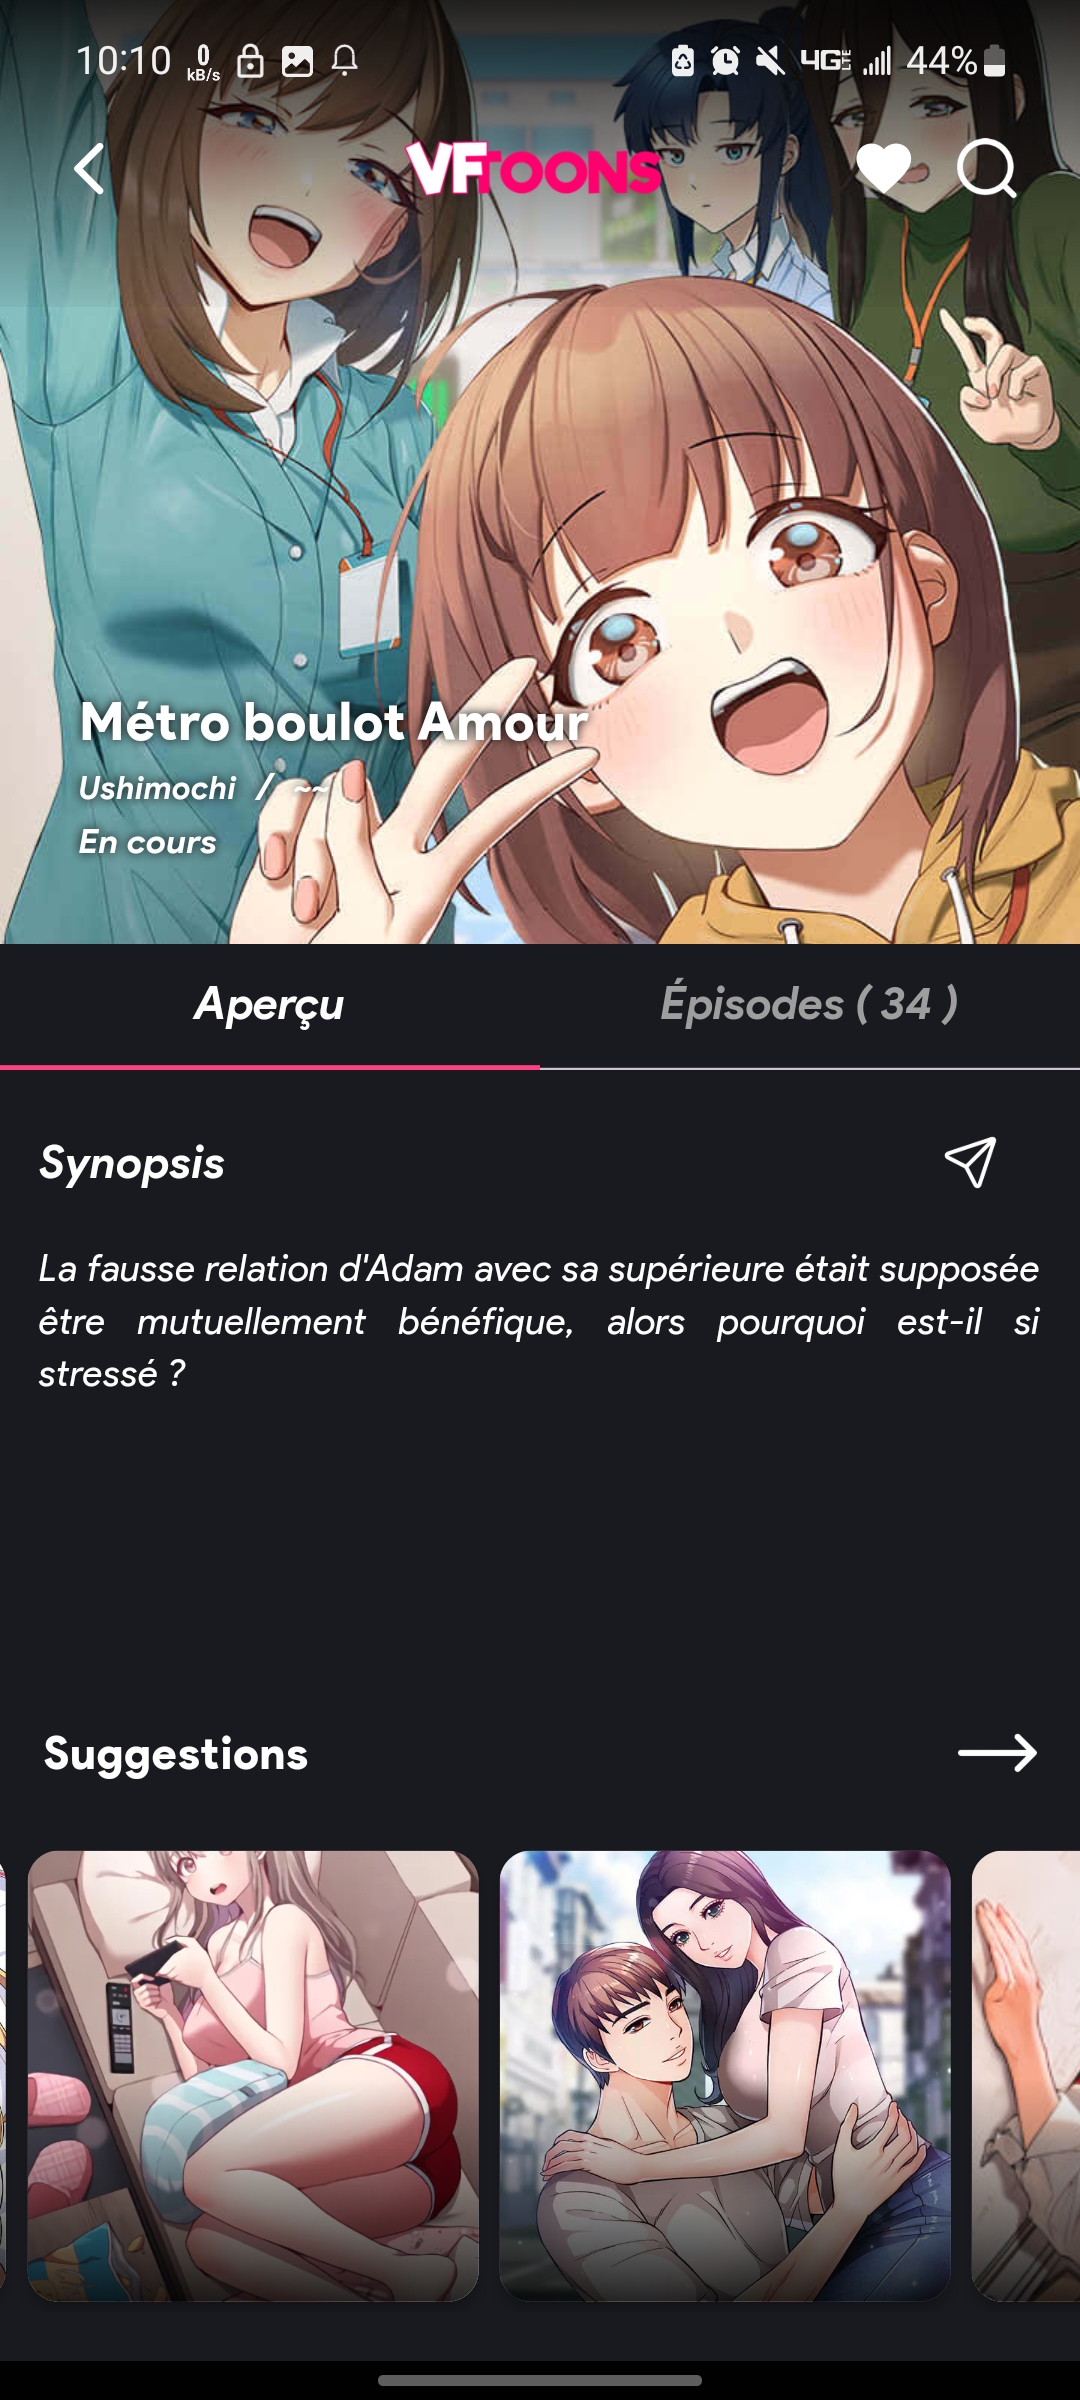 10:10 0 kB/s 4G LTE 44%
VFTOONS
Métro boulot Amour
Ushimochi / ~~
En cours
Aperçu Épisodes ( 34 )
Synopsis
La fausse relation d'Adam avec sa supérieure était supposée
être mutuellement bénéfique, alors pourquoi est-il si
stressé ?
Suggestions